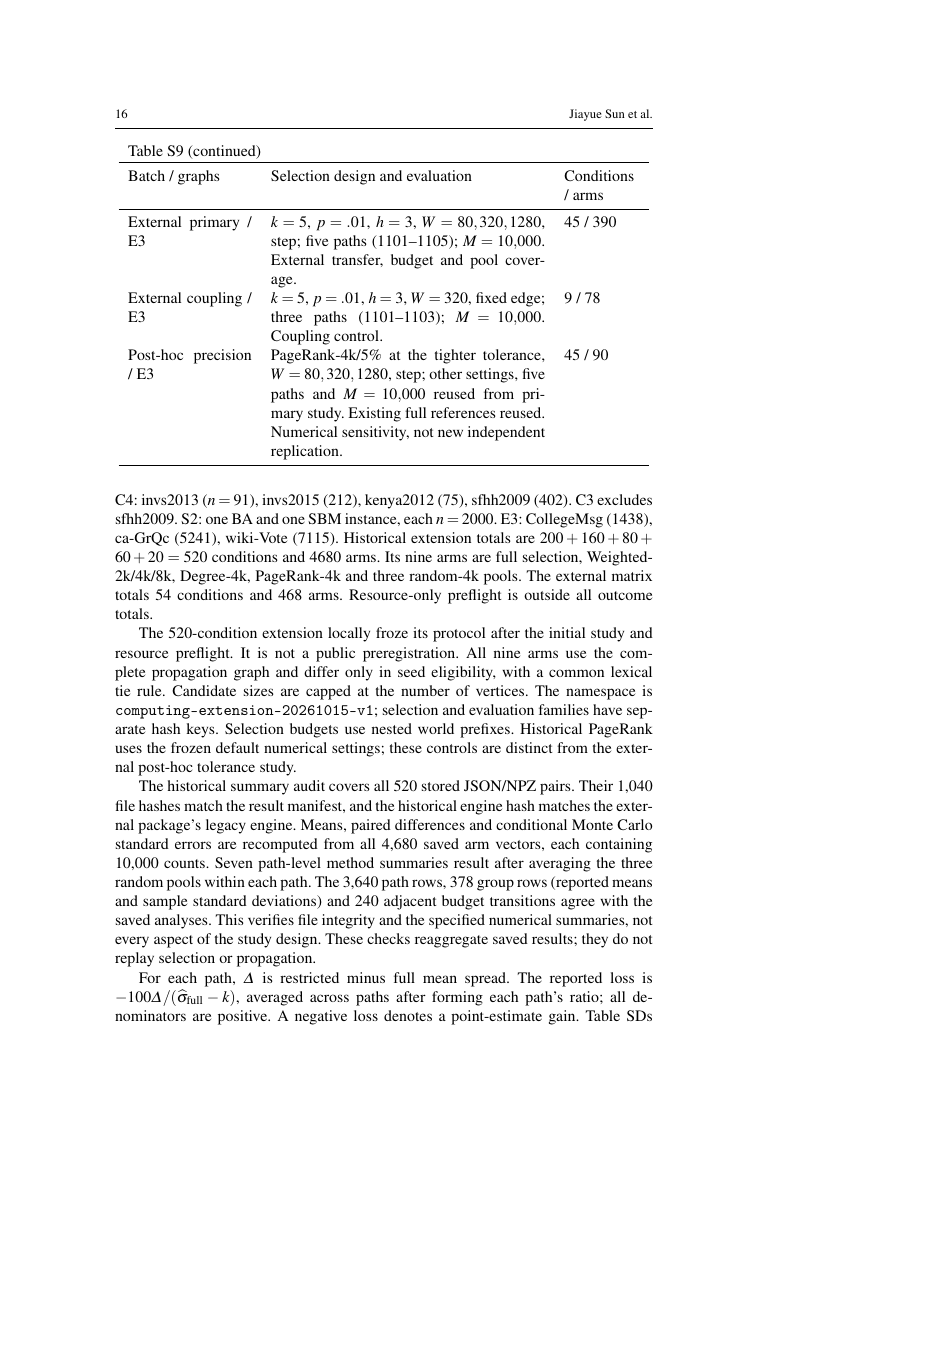 16
Jiayue Sun et al.
Table S9 (continued)
Batch / graphs
Selection design and evaluation
Conditions
/ arms
External primary /
E3
k = 5, p = .01, h = 3, W = 80,320,1280,
step; five paths (1101–1105); M = 10,000.
External transfer, budget and pool cover-
age.
45 / 390
External coupling /
E3
k = 5, p = .01, h = 3, W = 320, fixed edge;
three paths (1101–1103); M = 10,000.
Coupling control.
9 / 78
Post-hoc precision
/ E3
PageRank-4k/5% at the tighter tolerance,
W = 80,320,1280, step; other settings, five
paths and M = 10,000 reused from pri-
mary study. Existing full references reused.
Numerical sensitivity, not new independent
replication.
45 / 90
C4: invs2013 (n = 91), invs2015 (212), kenya2012 (75), sfhh2009 (402). C3 excludes
sfhh2009. S2: one BA and one SBM instance, each n = 2000. E3: CollegeMsg (1438),
ca-GrQc (5241), wiki-Vote (7115). Historical extension totals are 200 + 160 + 80 +
60 + 20 = 520 conditions and 4680 arms. Its nine arms are full selection, Weighted-
2k/4k/8k, Degree-4k, PageRank-4k and three random-4k pools. The external matrix
totals 54 conditions and 468 arms. Resource-only preflight is outside all outcome
totals.
The 520-condition extension locally froze its protocol after the initial study and
resource preflight. It is not a public preregistration. All nine arms use the com-
plete propagation graph and differ only in seed eligibility, with a common lexical
tie rule. Candidate sizes are capped at the number of vertices. The namespace is
computing-extension-20261015-v1; selection and evaluation families have sep-
arate hash keys. Selection budgets use nested world prefixes. Historical PageRank
uses the frozen default numerical settings; these controls are distinct from the exter-
nal post-hoc tolerance study.
The historical summary audit covers all 520 stored JSON/NPZ pairs. Their 1,040
file hashes match the result manifest, and the historical engine hash matches the exter-
nal package's legacy engine. Means, paired differences and conditional Monte Carlo
standard errors are recomputed from all 4,680 saved arm vectors, each containing
10,000 counts. Seven path-level method summaries result after averaging the three
random pools within each path. The 3,640 path rows, 378 group rows (reported means
and sample standard deviations) and 240 adjacent budget transitions agree with the
saved analyses. This verifies file integrity and the specified numerical summaries, not
every aspect of the study design. These checks reaggregate saved results; they do not
replay selection or propagation.
For each path, Δ is restricted minus full mean spread. The reported loss is
−100Δ/(σ̂full − k), averaged across paths after forming each path's ratio; all de-
nominators are positive. A negative loss denotes a point-estimate gain. Table SDs